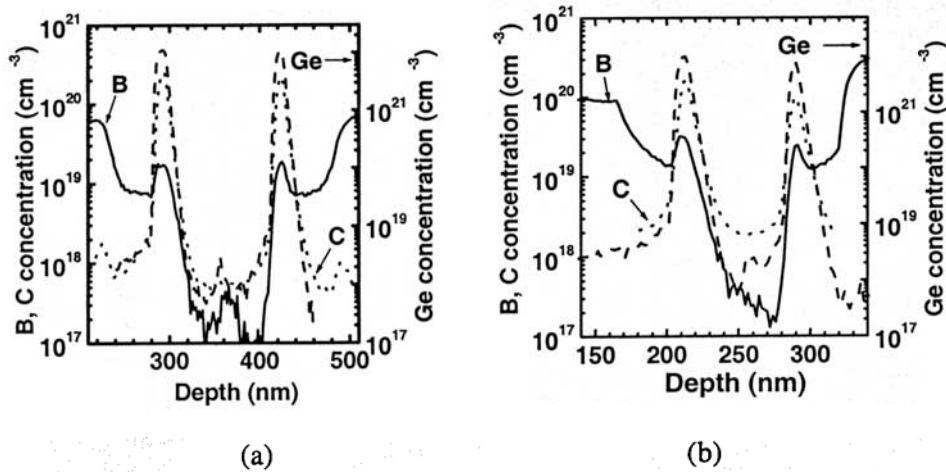 10^21
10^20
10^19
10^18
10^17
B, C concentration (cm^-3)
B
Ge
C
10^21
10^19
10^17
Ge concentration (cm^-3)
300
400
500
Depth (nm)
(a)
10^21
10^20
10^19
10^18
10^17
B, C concentration (cm^-3)
B
Ge
C
10^21
10^19
10^17
Ge concentration (cm^-3)
150
200
250
300
Depth (nm)
(b)